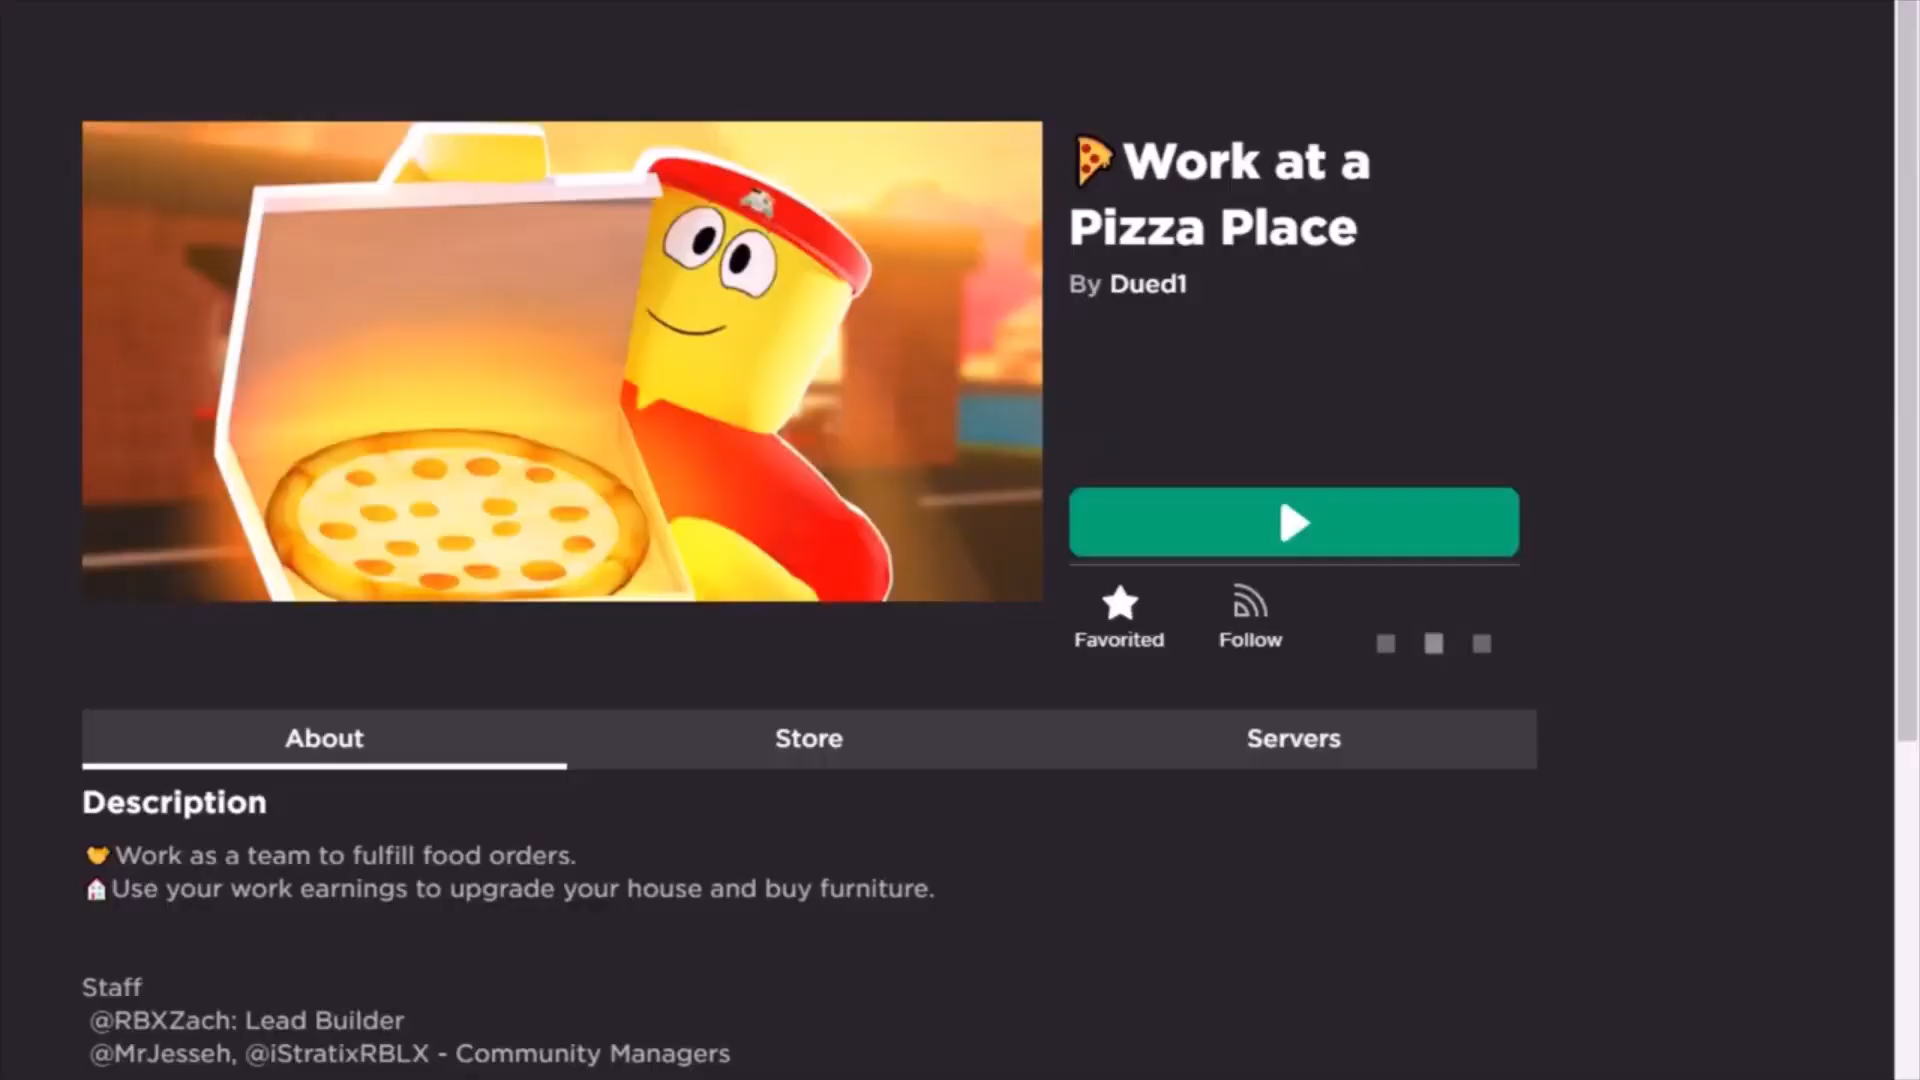 🍕Work at a
Pizza Place
By Dued1
Favorited
Follow
About
Store
Servers
Description
Work as a team to fulfill food orders.
Use your work earnings to upgrade your house and buy furniture.
Staff
@RBXZach: Lead Builder
@MrJesseh, @iStratixRBLX - Community Managers